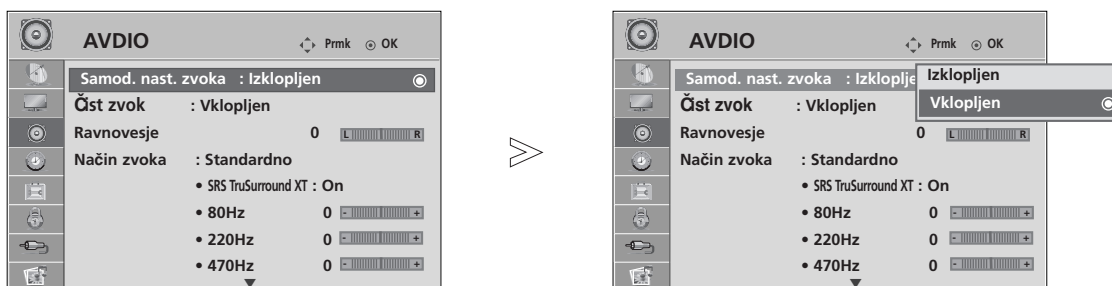 AVDIO Prmk OK
Samod. nast. zvoka : Izklopljen
Čist zvok : Vklopljen
Ravnovesje 0 L R
Način zvoka : Standardno
• SRS TruSurround XT : On
• 80Hz 0 - +
• 220Hz 0 - +
• 470Hz 0 - +
>
AVDIO Prmk OK
Samod. nast. zvoka : Izklopljen
Izklopljen
Vklopljen
Čist zvok : Vklopljen
Ravnovesje 0 L R
Način zvoka : Standardno
• SRS TruSurround XT : On
• 80Hz 0 - +
• 220Hz 0 - +
• 470Hz 0 - +